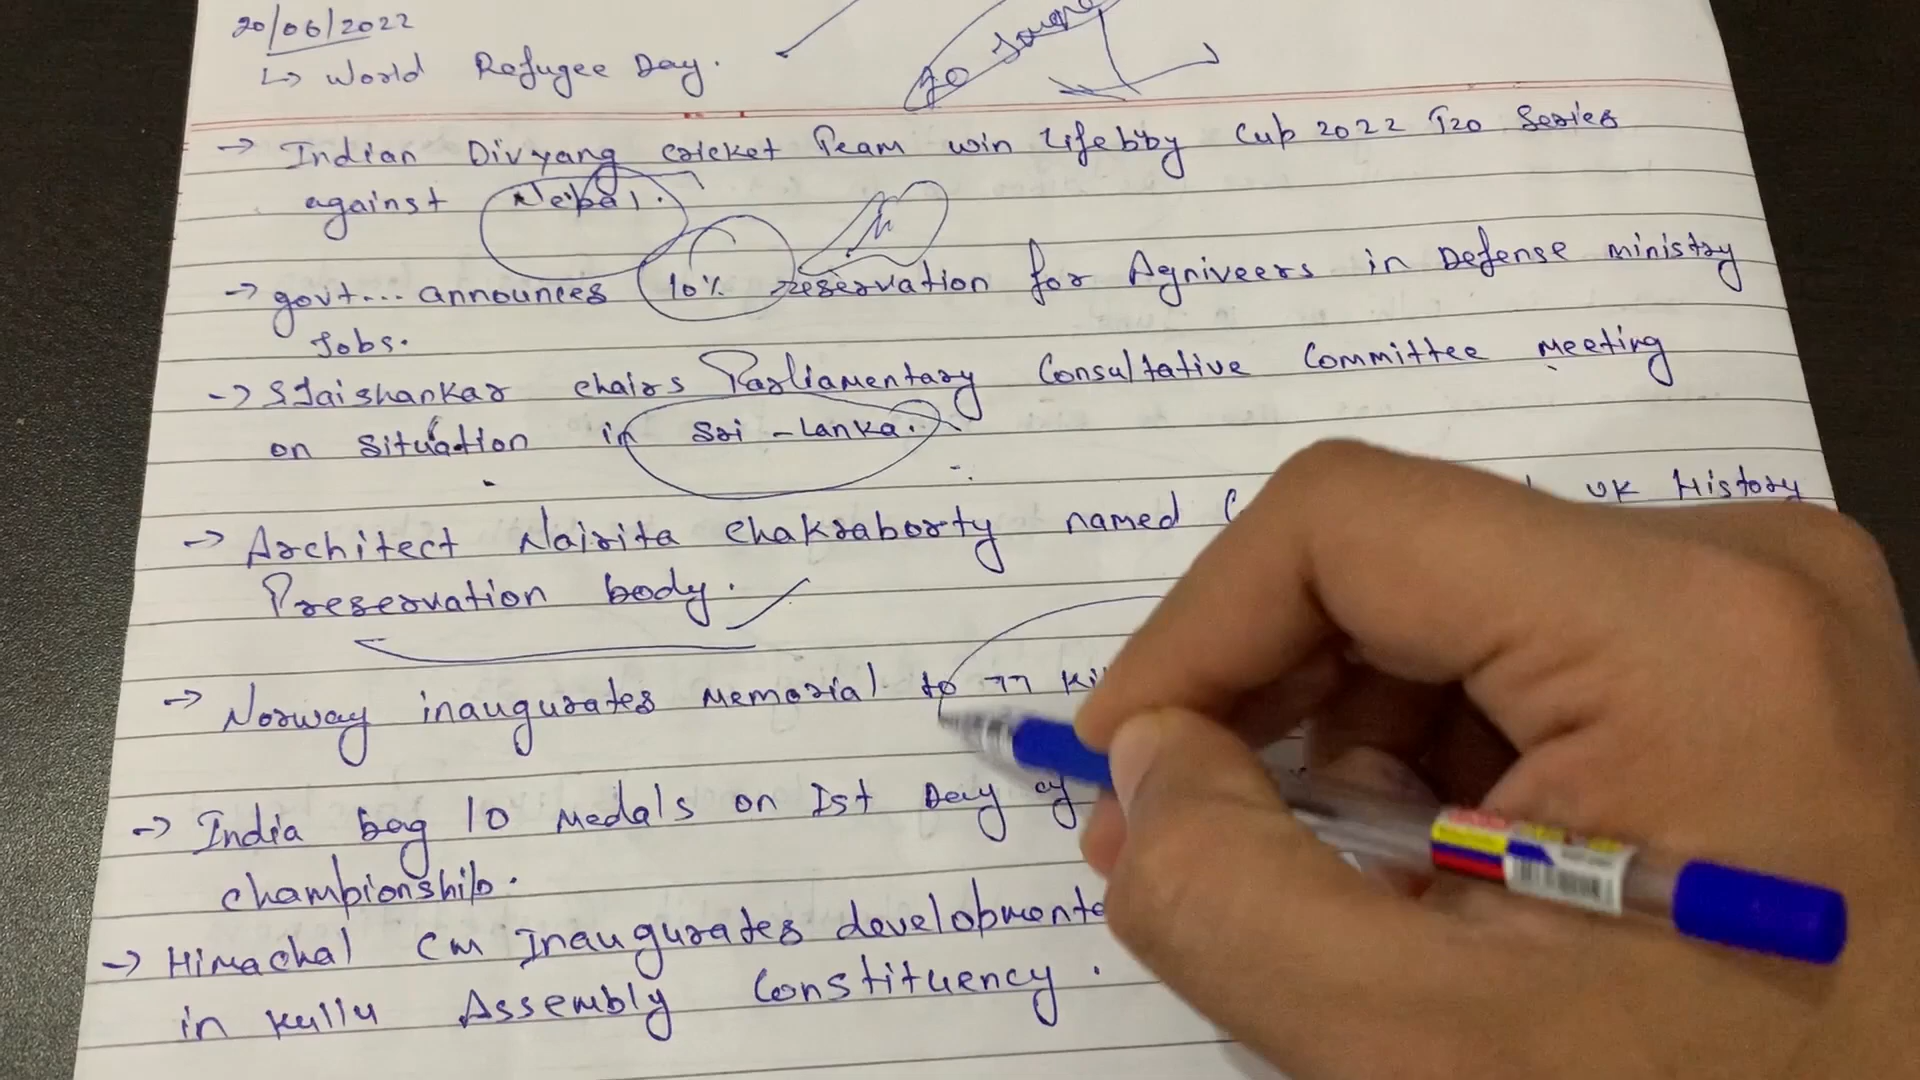 20/06/2022
↳ World Refugee Day.
→ Indian Divyang cricket Team win Lifebby Cup 2022 T20 Series
against Nepal.
→ govt... announces 10% reservation for Agniveers in Defense ministry
Jobs.
→ S Jaishankar chairs Parliamentary Consultative Committee Meeting
on situation in Sri-Lanka.
→ Architect Nairita Chakraborty named UK History
Preservation body.
→ Norway inaugurates Memorial to 77
→ India bag 10 Medals on Ist Day of
championship.
→ Himachal CM Inaugurates
in Kullu Assembly Constituency.